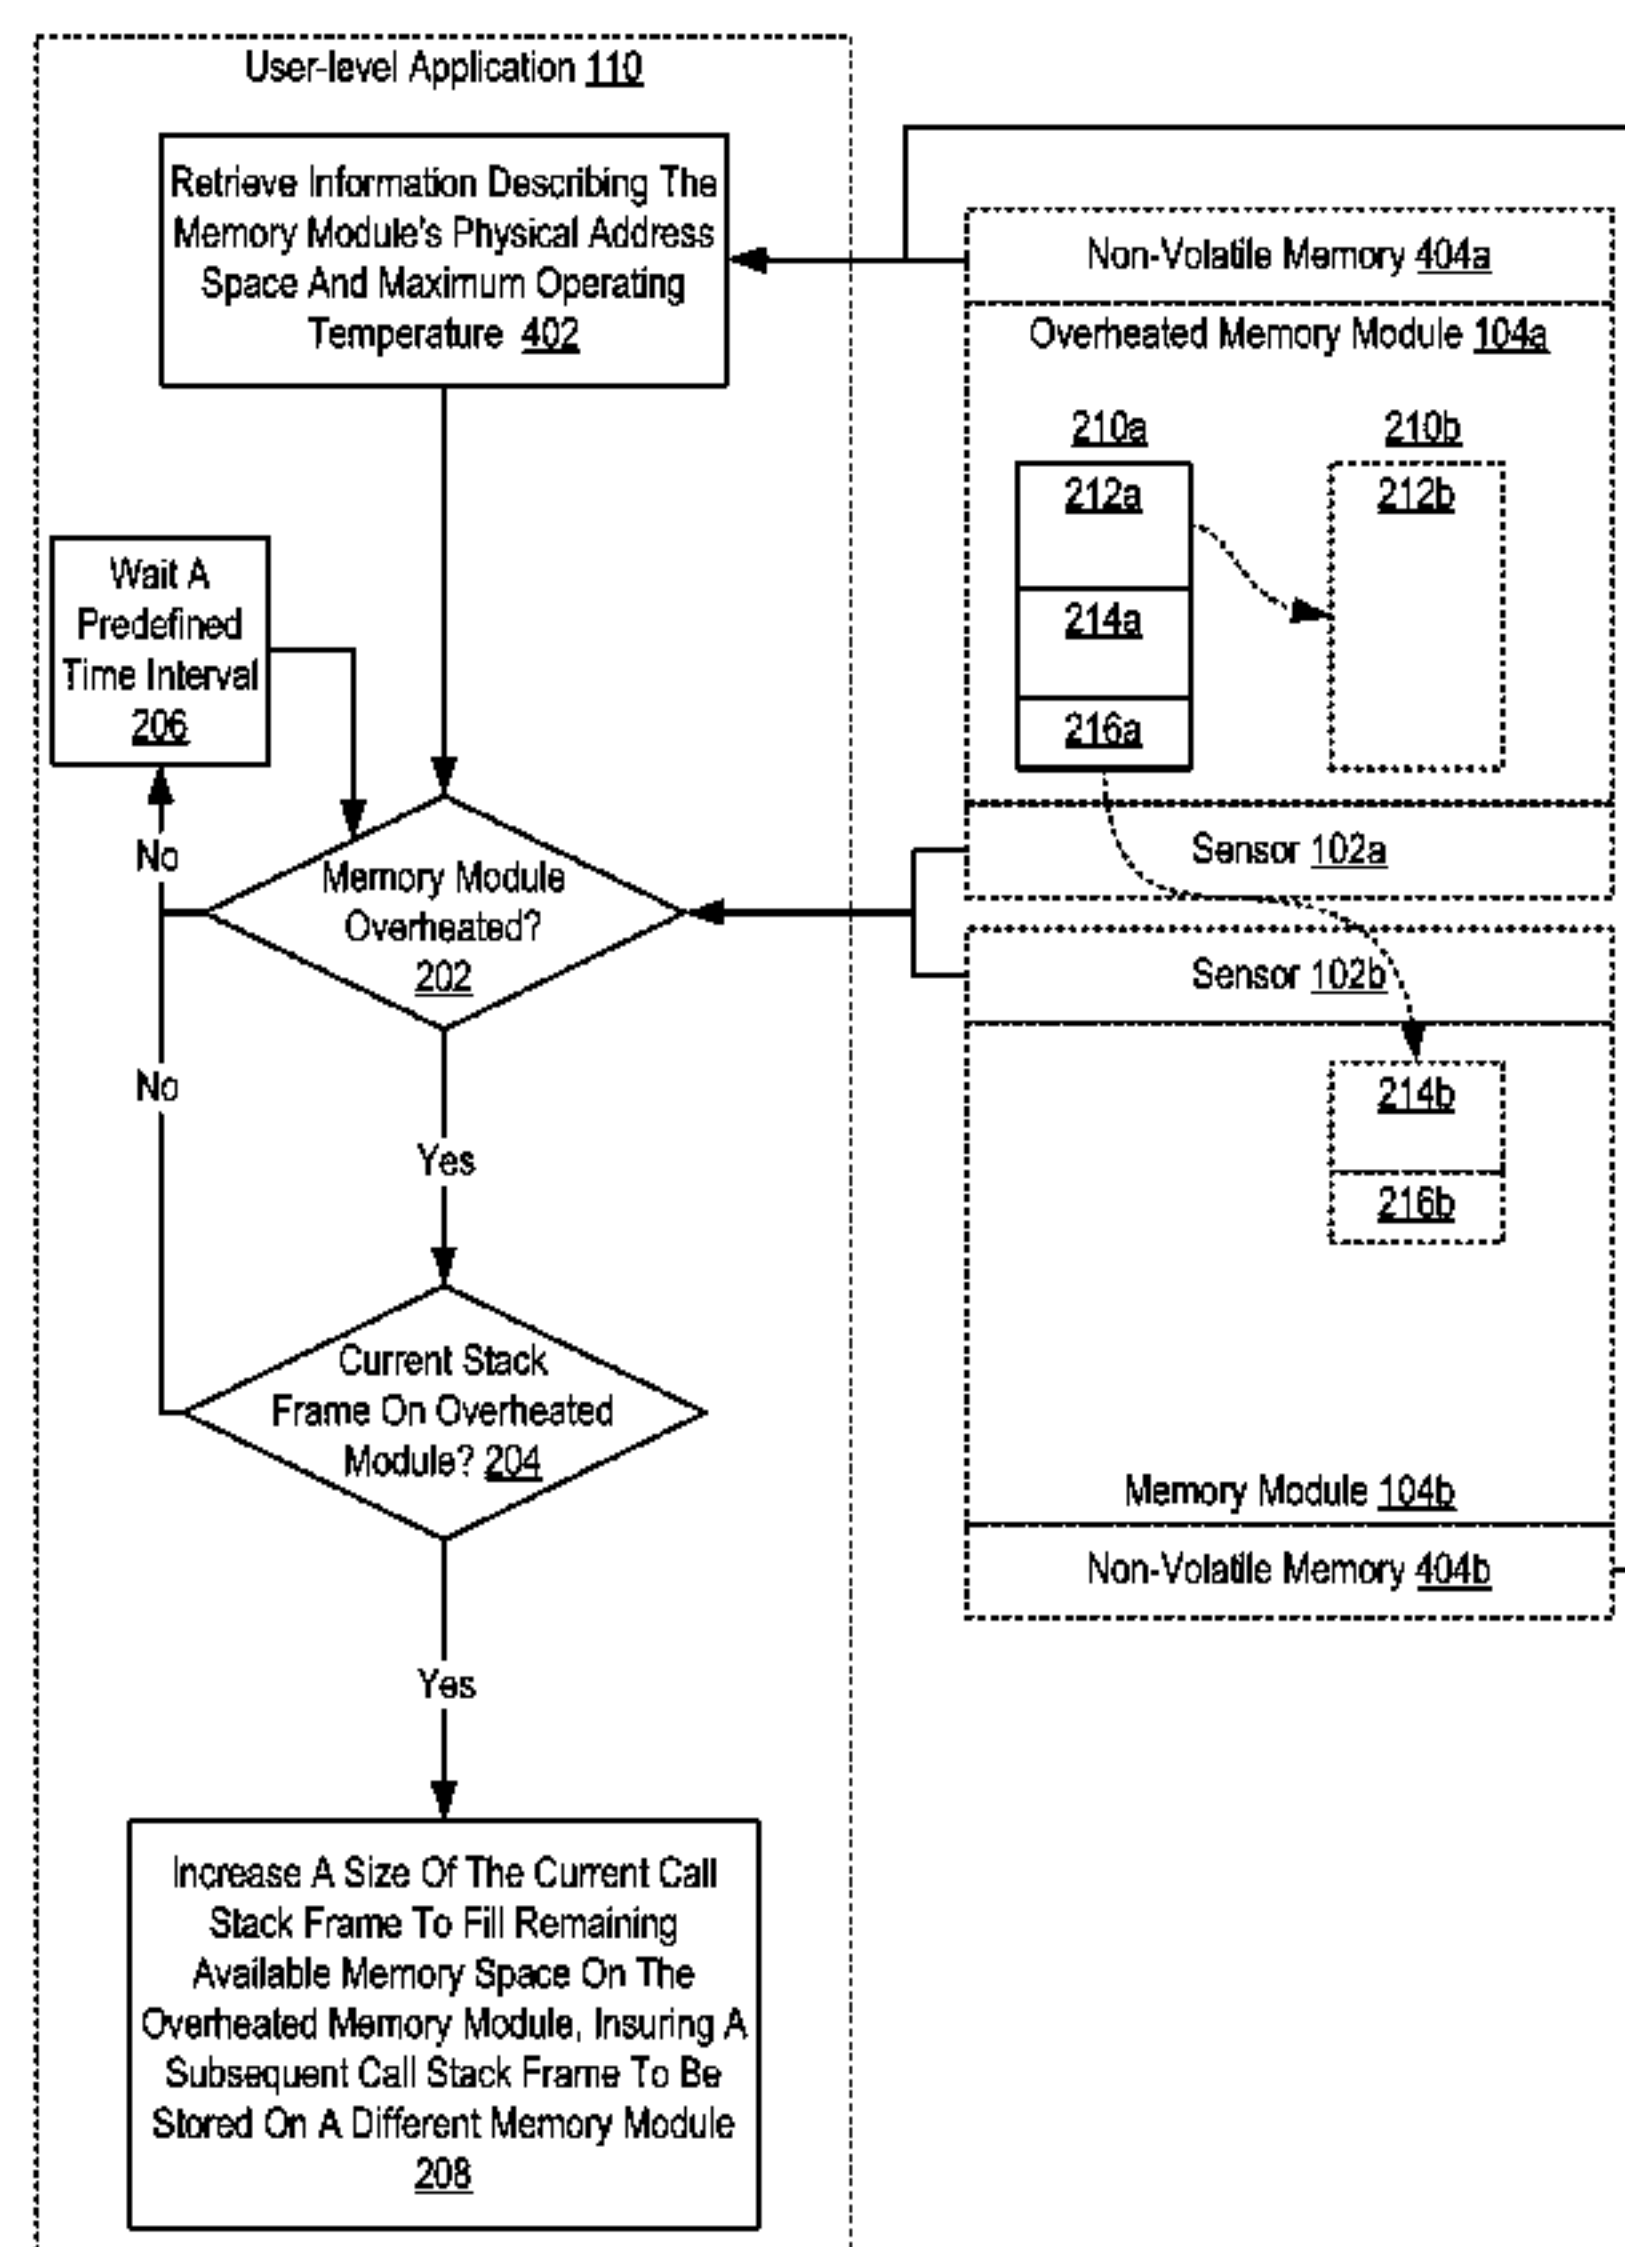 User-level Application 110
Retrieve Information Describing The
Memory Module's Physical Address
Space And Maximum Operating
Temperature 402
Wait A
Predefined
Time Interval
206
No
Memory Module
Overheated?
202
No
Yes
Current Stack
Frame On Overheated
Module? 204
Yes
Increase A Size Of The Current Call
Stack Frame To Fill Remaining
Available Memory Space On The
Overheated Memory Module, Insuring A
Subsequent Call Stack Frame To Be
Stored On A Different Memory Module
208
Non-Volatile Memory 404a
Overheated Memory Module 104a
210a
210b
212a
212b
214a
216a
Sensor 102a
Sensor 102b
214b
216b
Memory Module 104b
Non-Volatile Memory 404b